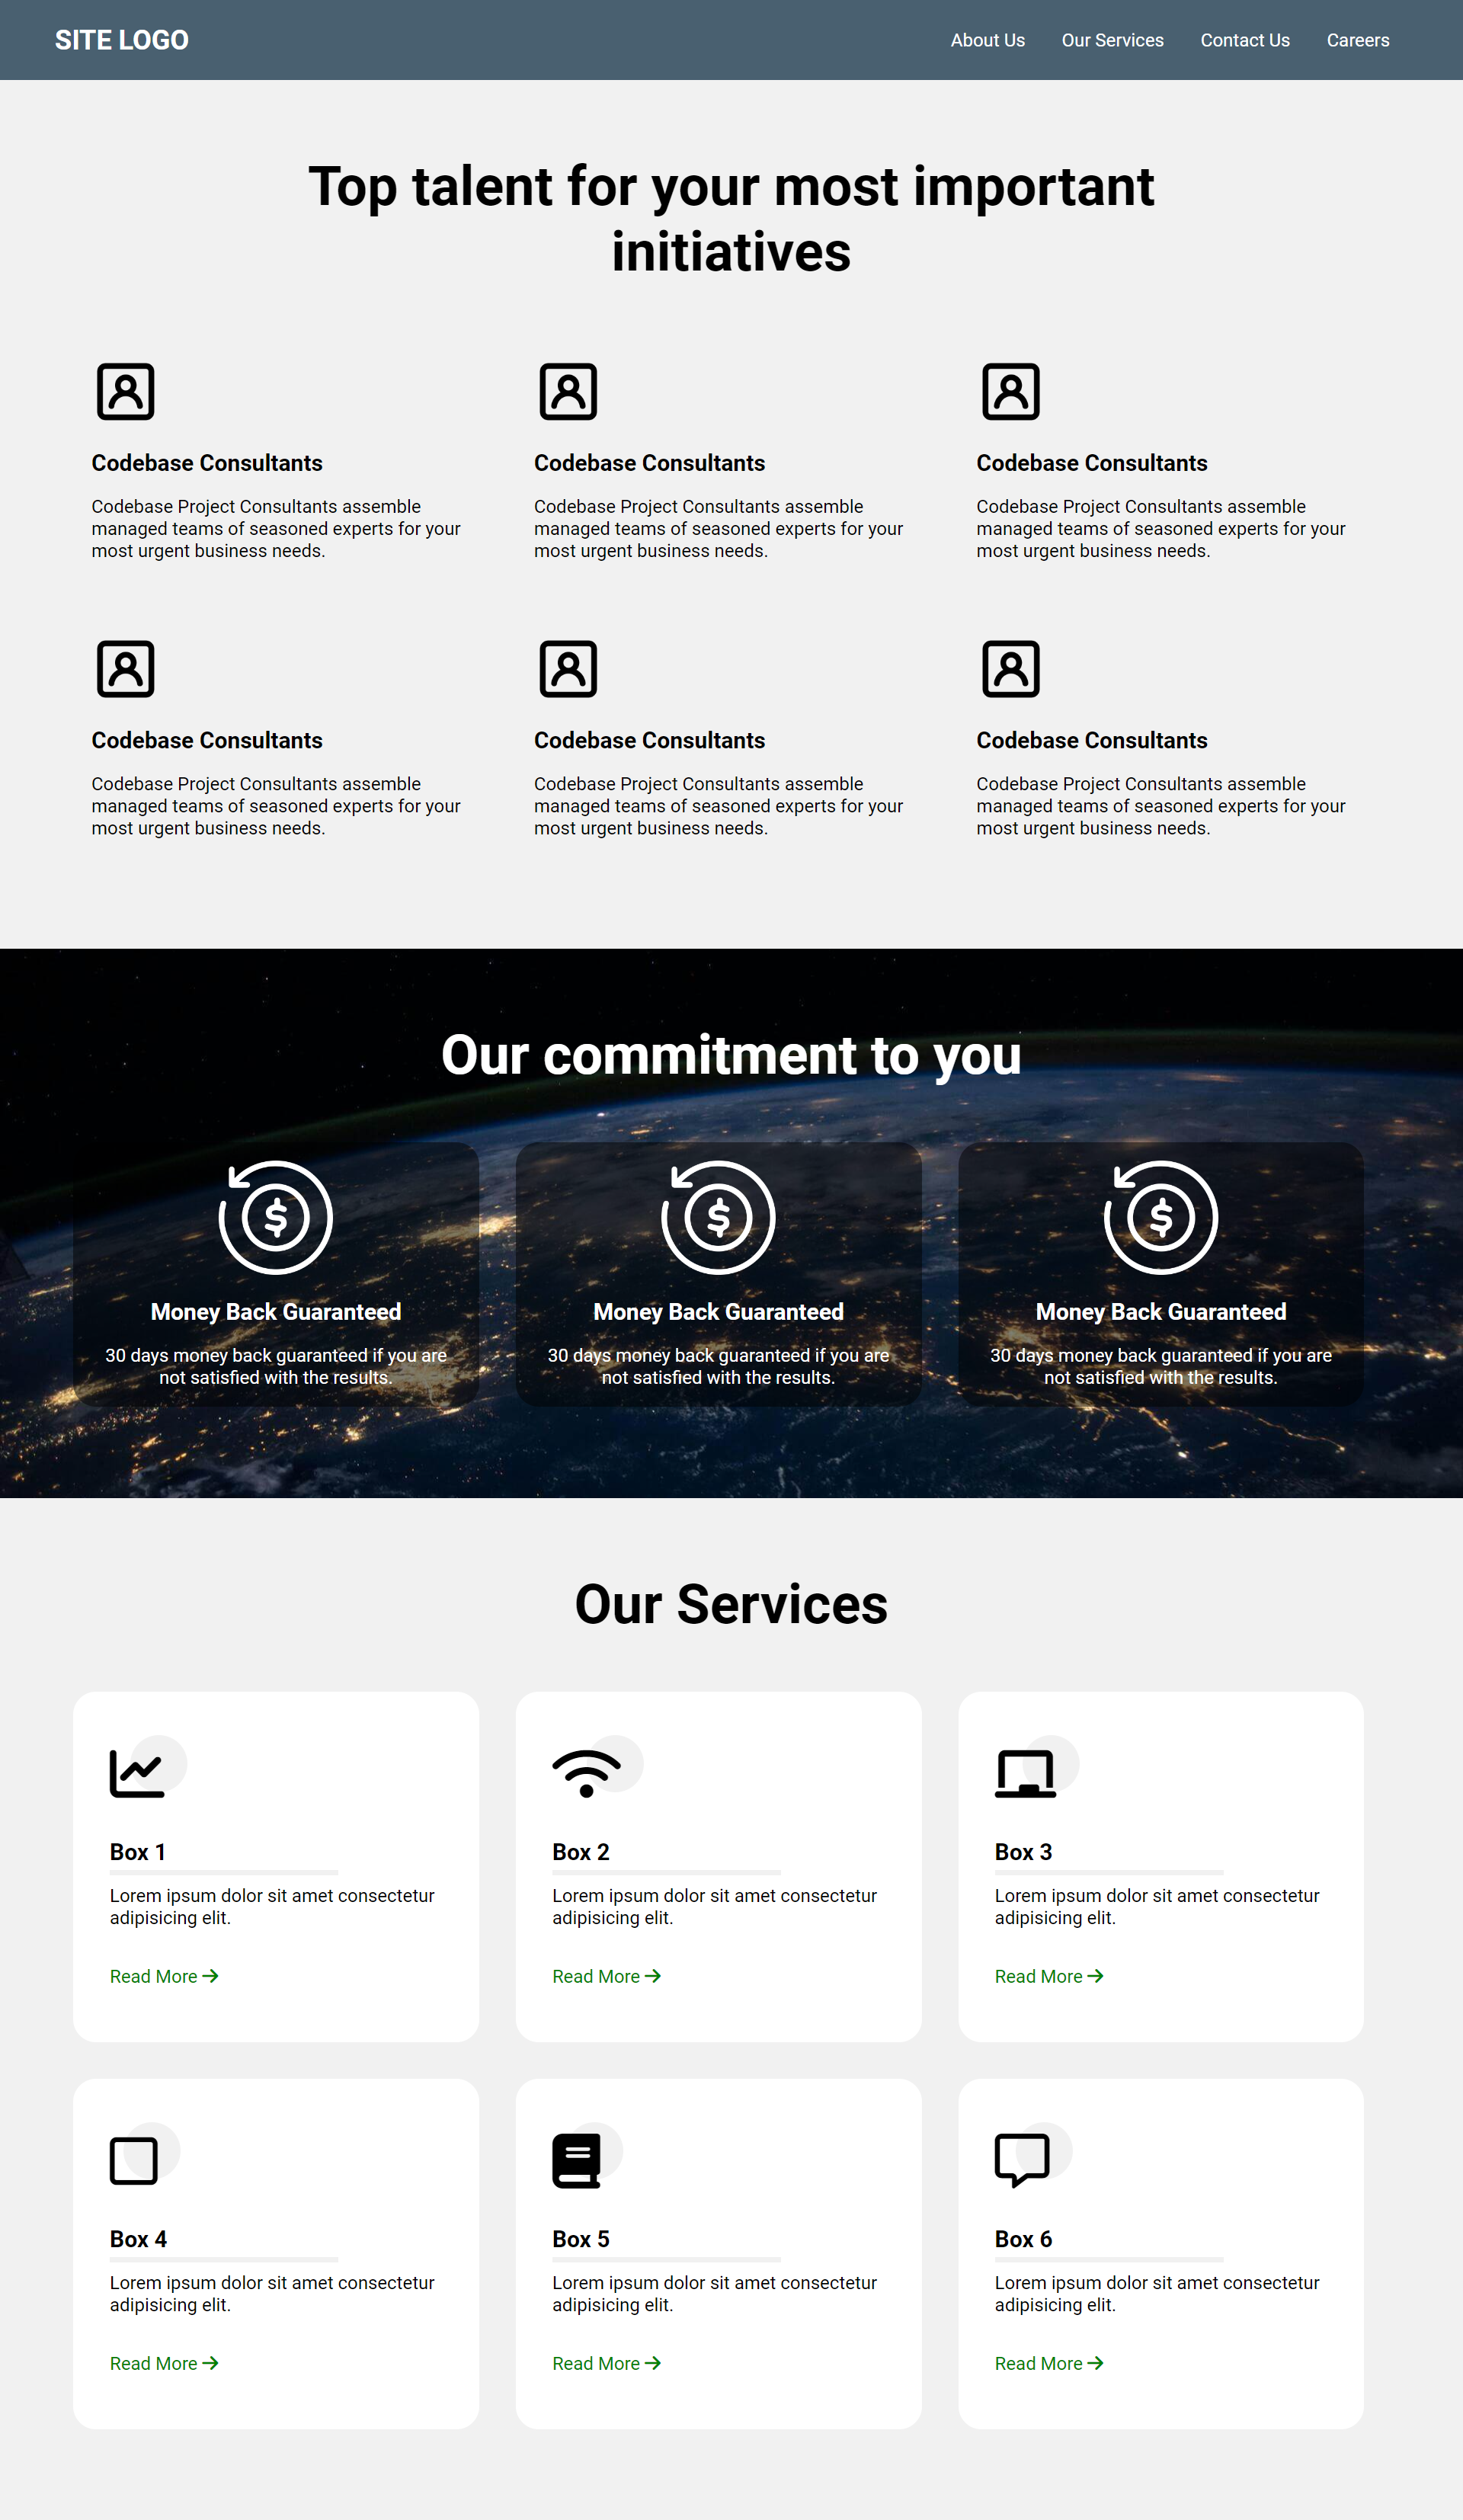 SITE LOGO
About Us
Our Services
Contact Us
Careers
Top talent for your most important
initiatives
Codebase Consultants
Codebase Project Consultants assemble
managed teams of seasoned experts for your
most urgent business needs.
Codebase Consultants
Codebase Project Consultants assemble
managed teams of seasoned experts for your
most urgent business needs.
Codebase Consultants
Codebase Project Consultants assemble
managed teams of seasoned experts for your
most urgent business needs.
Codebase Consultants
Codebase Project Consultants assemble
managed teams of seasoned experts for your
most urgent business needs.
Codebase Consultants
Codebase Project Consultants assemble
managed teams of seasoned experts for your
most urgent business needs.
Codebase Consultants
Codebase Project Consultants assemble
managed teams of seasoned experts for your
most urgent business needs.
Our commitment to you
$
Money Back Guaranteed
30 days money back guaranteed if you are
not satisfied with the results.
$
Money Back Guaranteed
30 days money back guaranteed if you are
not satisfied with the results.
$
Money Back Guaranteed
30 days money back guaranteed if you are
not satisfied with the results.
Our Services
Box 1
Lorem ipsum dolor sit amet consectetur
adipisicing elit.
Read More →
Box 2
Lorem ipsum dolor sit amet consectetur
adipisicing elit.
Read More →
Box 3
Lorem ipsum dolor sit amet consectetur
adipisicing elit.
Read More →
Box 4
Lorem ipsum dolor sit amet consectetur
adipisicing elit.
Read More →
Box 5
Lorem ipsum dolor sit amet consectetur
adipisicing elit.
Read More →
Box 6
Lorem ipsum dolor sit amet consectetur
adipisicing elit.
Read More →